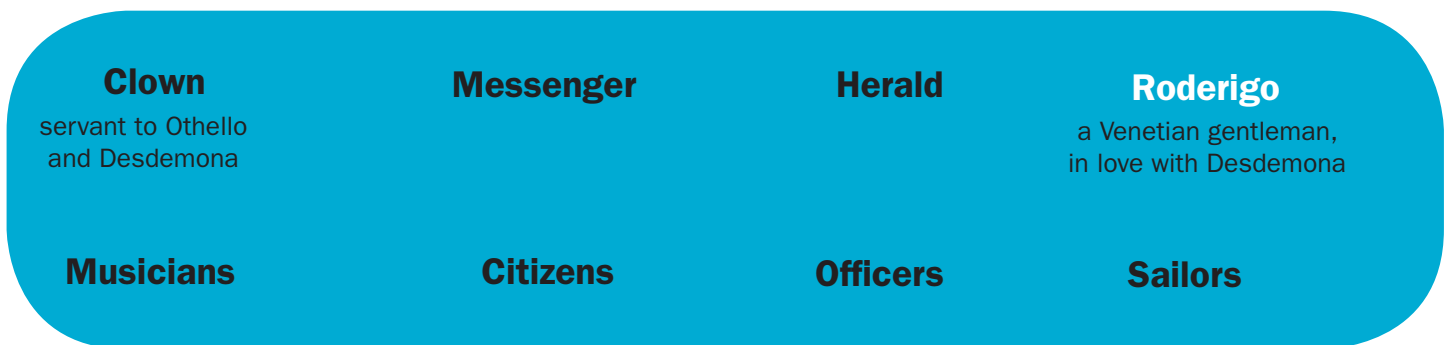 Clown
servant to Othello
and Desdemona
Messenger
Herald
Roderigo
a Venetian gentleman,
in love with Desdemona
Musicians
Citizens
Officers
Sailors